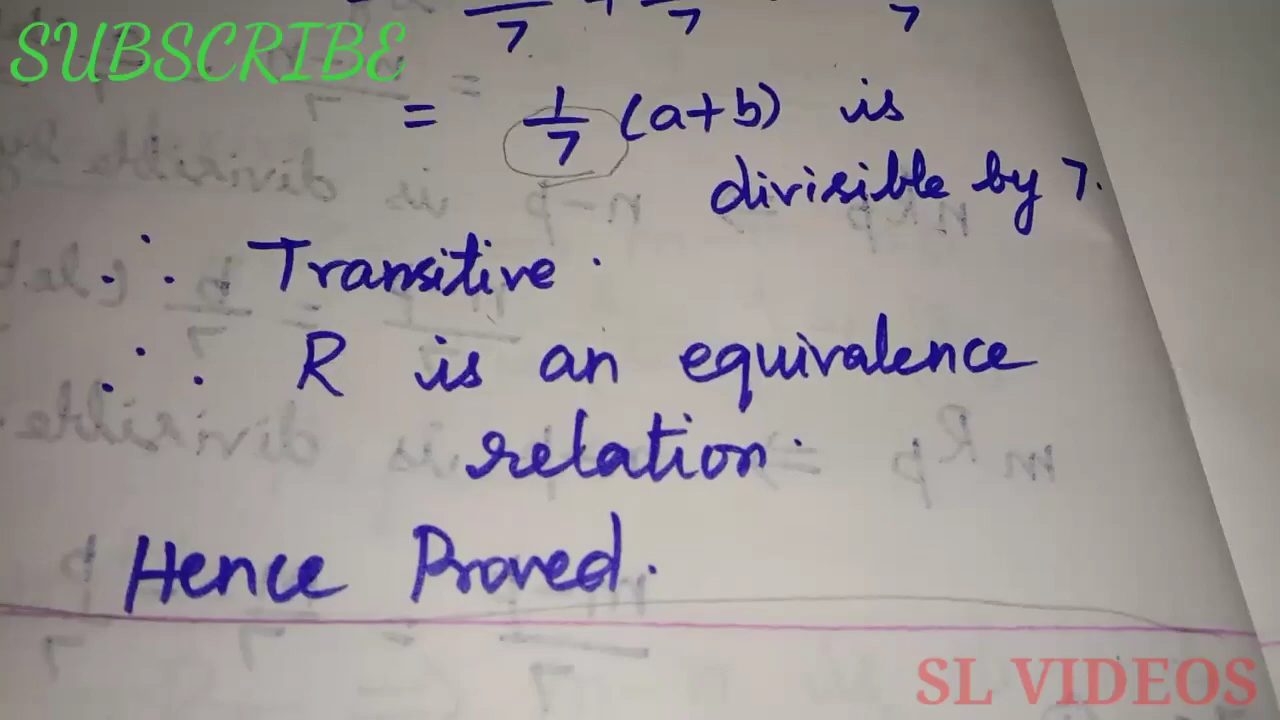 SUBSCRIBE
7 7 7
= 1/7 (a+b) is
divisible by 7.
∴ Transitive.
∴ R is an equivalence
relation.
Hence Proved.
SL VIDEOS